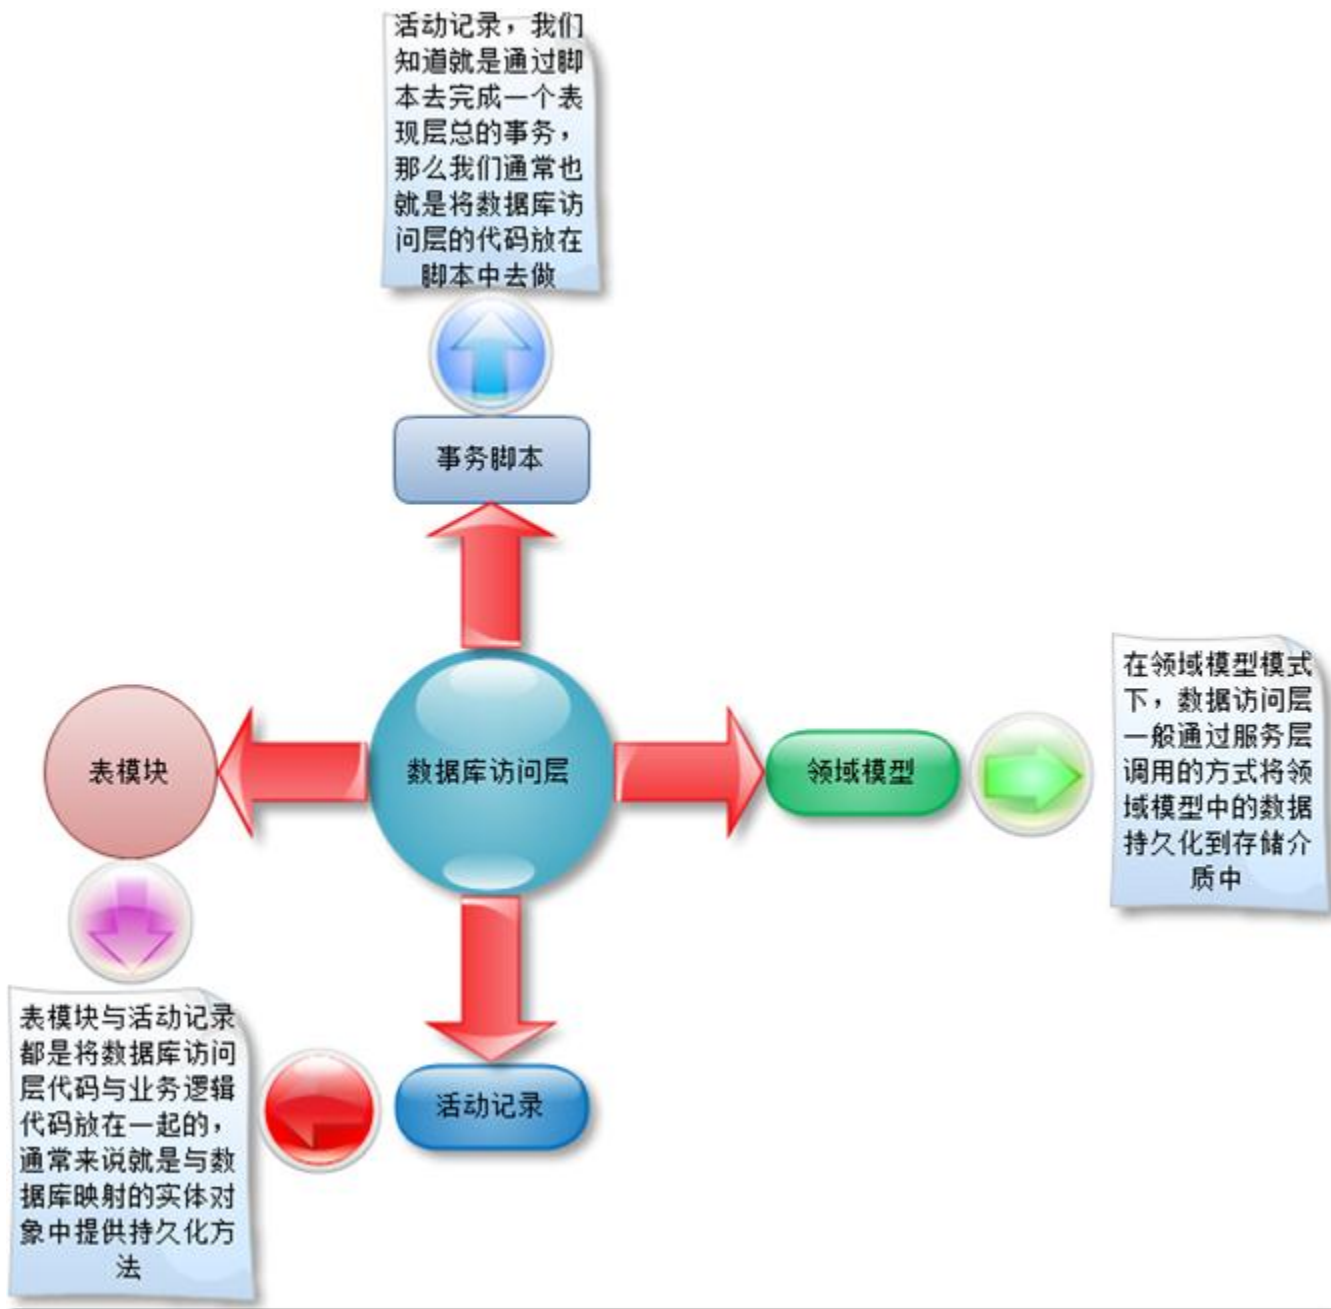 活动记录，我们
知道就是通过脚
本去完成一个表
现层总的事务，
那么我们通常也
就是将数据库访
问层的代码放在
脚本中去做
事务脚本
表模块
数据库访问层
领域模型
在领域模型模式
下，数据访问层
一般通过服务层
调用的方式将领
域模型中的数据
持久化到存储介
质中
表模块与活动记录
都是将数据库访问
层代码与业务逻辑
代码放在一起的，
通常来说就是与数
据库映射的实体对
象中提供持久化方
法
活动记录